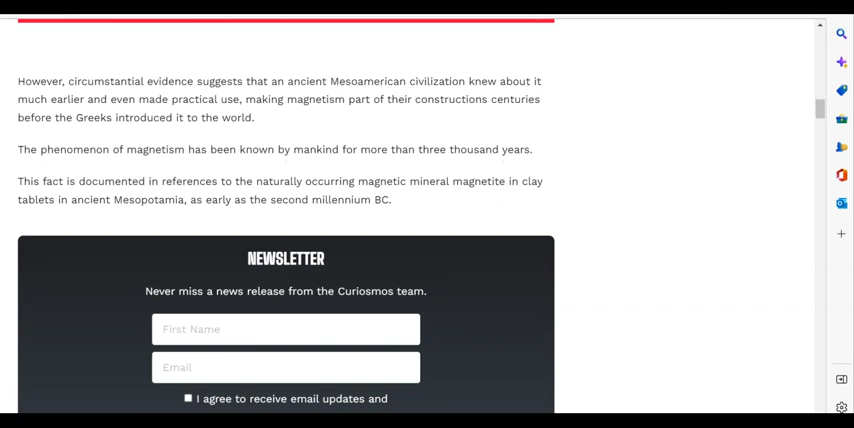 However, circumstantial evidence suggests that an ancient Mesoamerican civilization knew about it
much earlier and even made practical use, making magnetism part of their constructions centuries
before the Greeks introduced it to the world.
The phenomenon of magnetism has been known by mankind for more than three thousand years.
This fact is documented in references to the naturally occurring magnetic mineral magnetite in clay
tablets in ancient Mesopotamia, as early as the second millennium BC.
NEWSLETTER
Never miss a news release from the Curiosmos team.
First Name
Email
I agree to receive email updates and